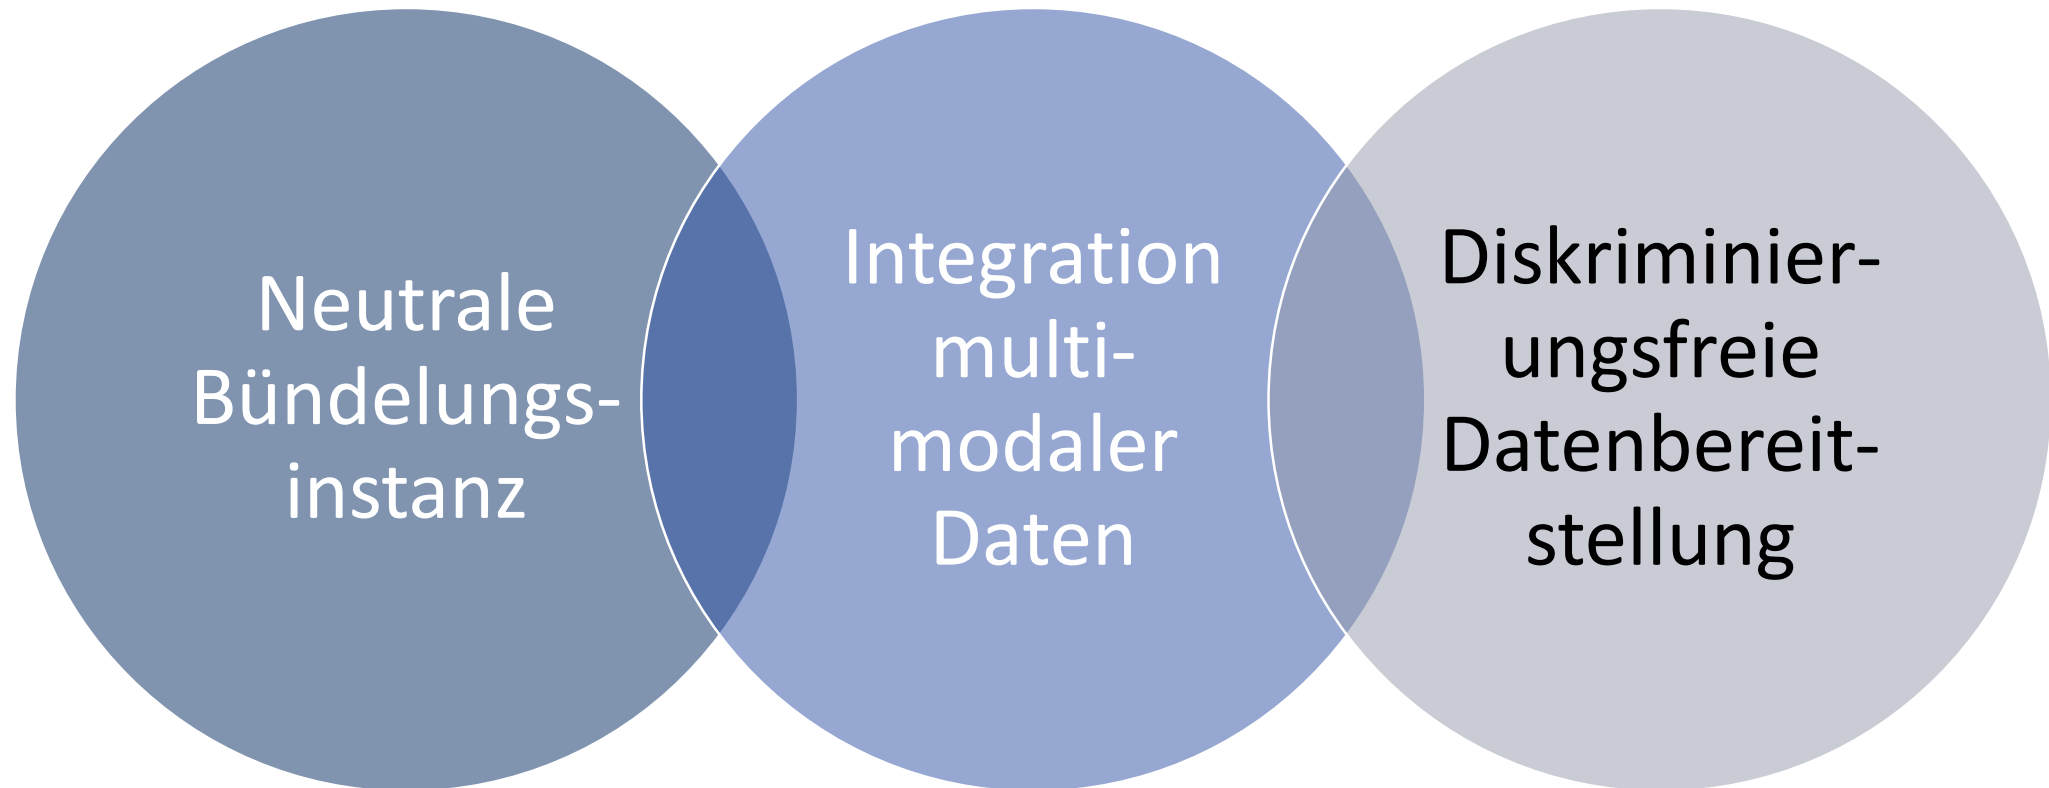 Neutrale
Bündelungs-
instanz
Integration
multi-
modaler
Daten
Diskriminier-
ungsfreie
Datenbereit-
stellung